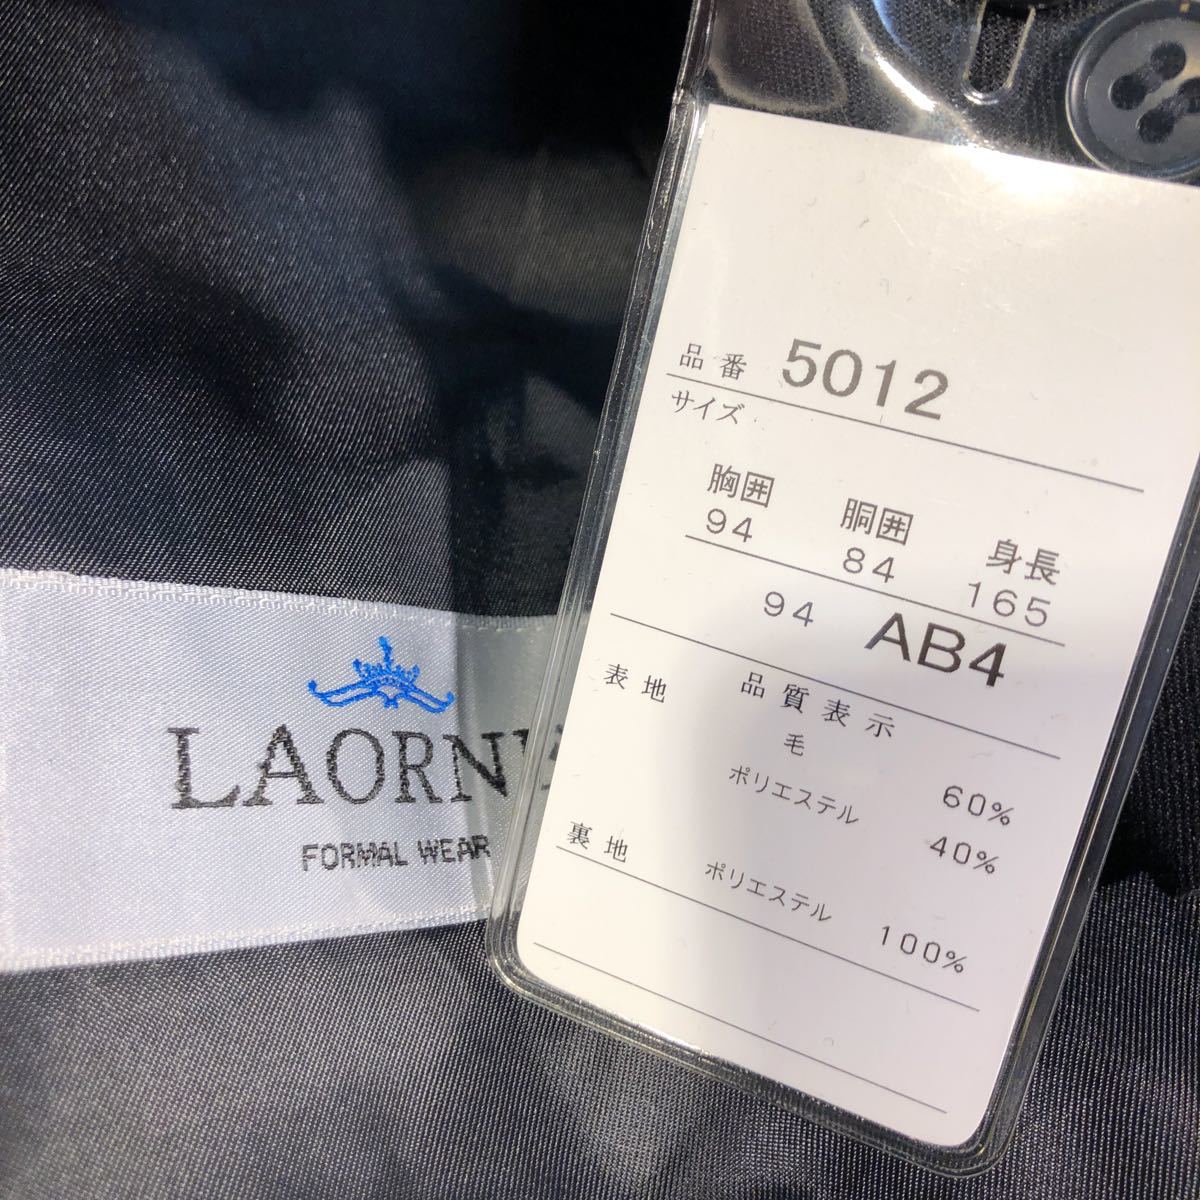 LAORN
FORMAL WEAR
品番 5012
サイズ
胸囲 胴囲 身長
94 84 165
94 AB4
品質表示
表地
毛 60%
ポリエステル 40%
裏地
ポリエステル 100%